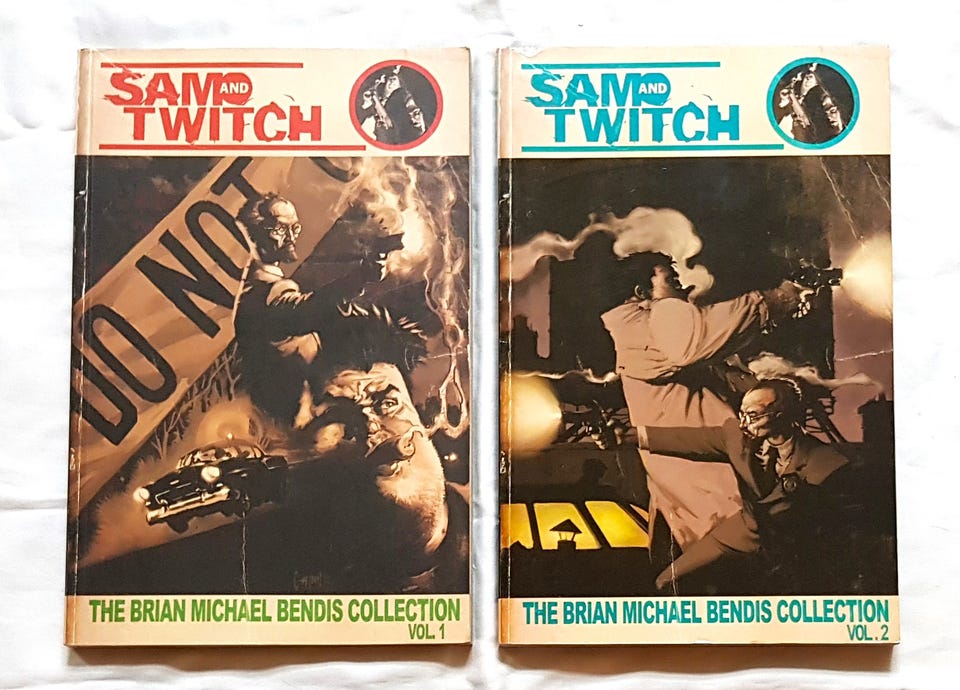 SAM AND
TWITCH
DO NOT
THE BRIAN MICHAEL BENDIS COLLECTION
VOL. 1
SAM AND
TWITCH
THE BRIAN MICHAEL BENDIS COLLECTION
VOL. 2